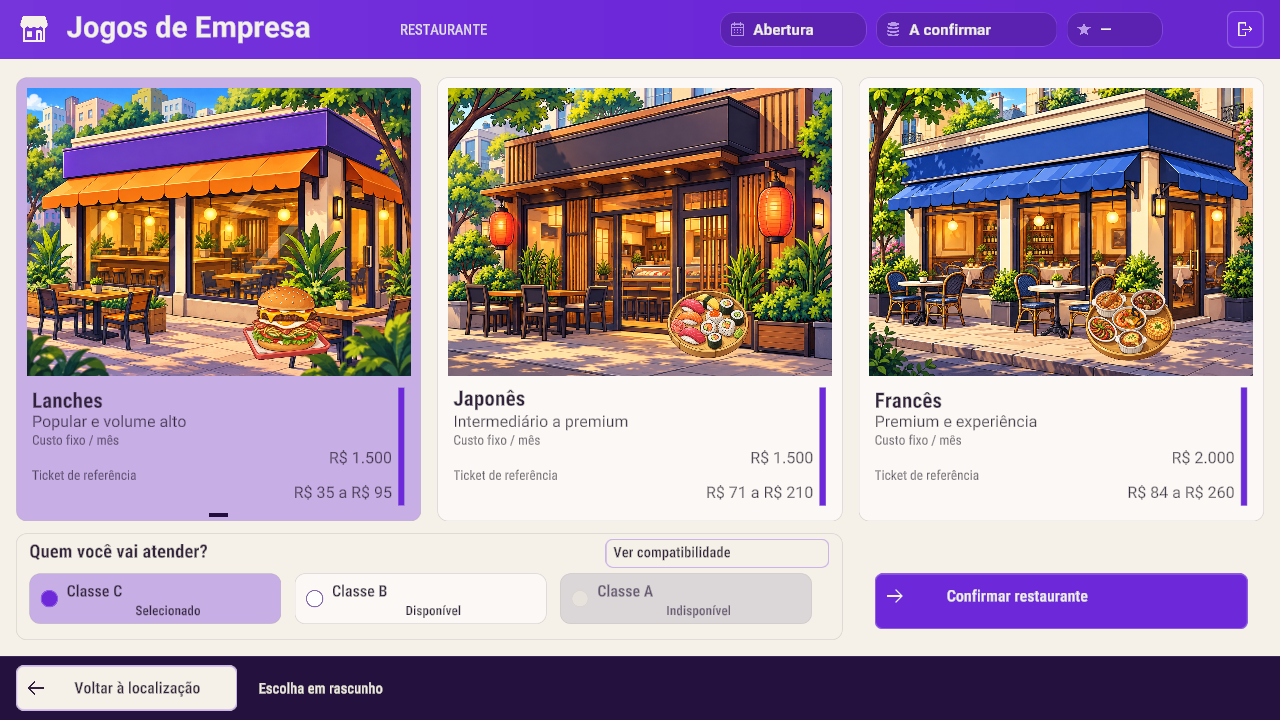 Jogos de Empresa
RESTAURANTE
Abertura
A confirmar
–
Lanches
Popular e volume alto
Custo fixo / mês
R$ 1.500
Ticket de referência
R$ 35 a R$ 95
Japonês
Intermediário a premium
Custo fixo / mês
R$ 1.500
Ticket de referência
R$ 71 a R$ 210
Francês
Premium e experiência
Custo fixo / mês
R$ 2.000
Ticket de referência
R$ 84 a R$ 260
Quem você vai atender?
Ver compatibilidade
Classe C
Selecionado
Classe B
Disponível
Classe A
Indisponível
Confirmar restaurante
Voltar à localização
Escolha em rascunho